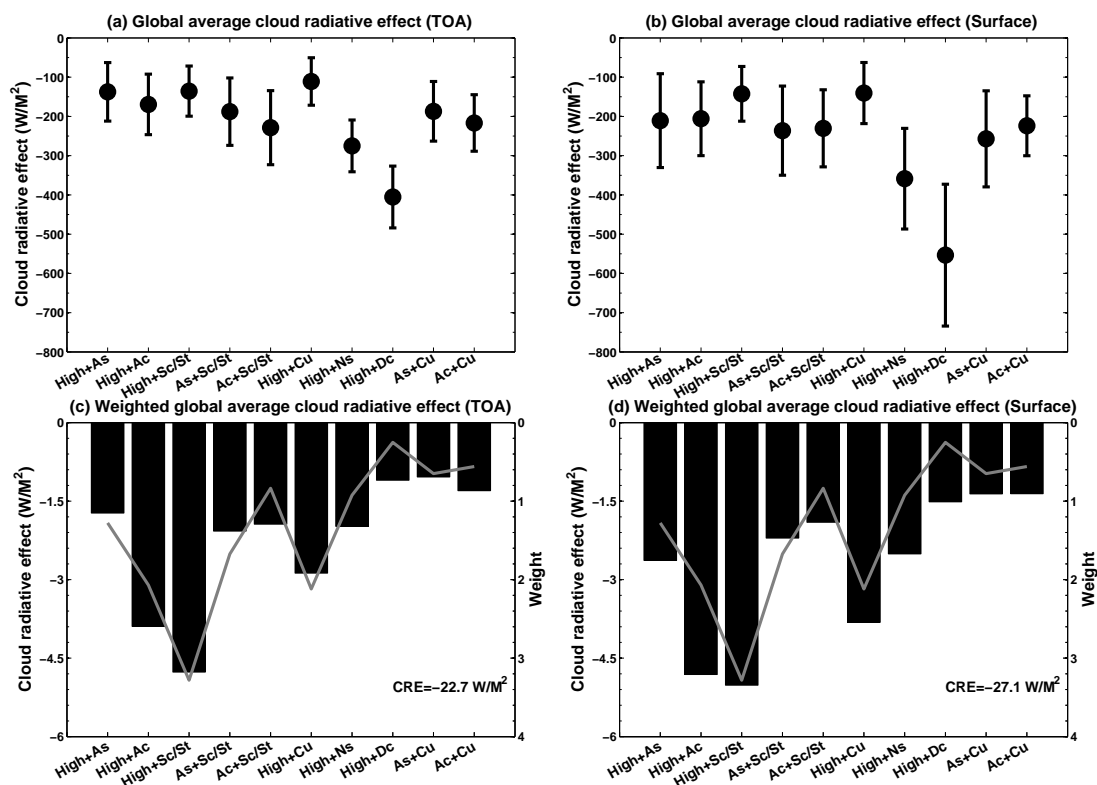 (a) Global average cloud radiative effect (TOA)
Cloud radiative effect (W/M²)
0
−100
−200
−300
−400
−500
−600
−700
−800
High+As
High+Ac
High+Sc/St
As+Sc/St
Ac+Sc/St
High+Cu
High+Ns
High+Dc
As+Cu
Ac+Cu
(b) Global average cloud radiative effect (Surface)
Cloud radiative effect (W/M²)
0
−100
−200
−300
−400
−500
−600
−700
−800
High+As
High+Ac
High+Sc/St
As+Sc/St
Ac+Sc/St
High+Cu
High+Ns
High+Dc
As+Cu
Ac+Cu
(c) Weighted global average cloud radiative effect (TOA)
Cloud radiative effect (W/M²)
0
−1.5
−3
−4.5
−6
0
1
2
3
4
Weight
CRE=−22.7 W/M²
High+As
High+Ac
High+Sc/St
As+Sc/St
Ac+Sc/St
High+Cu
High+Ns
High+Dc
As+Cu
Ac+Cu
(d) Weighted global average cloud radiative effect (Surface)
Cloud radiative effect (W/M²)
0
−1.5
−3
−4.5
−6
0
1
2
3
4
Weight
CRE=−27.1 W/M²
High+As
High+Ac
High+Sc/St
As+Sc/St
Ac+Sc/St
High+Cu
High+Ns
High+Dc
As+Cu
Ac+Cu